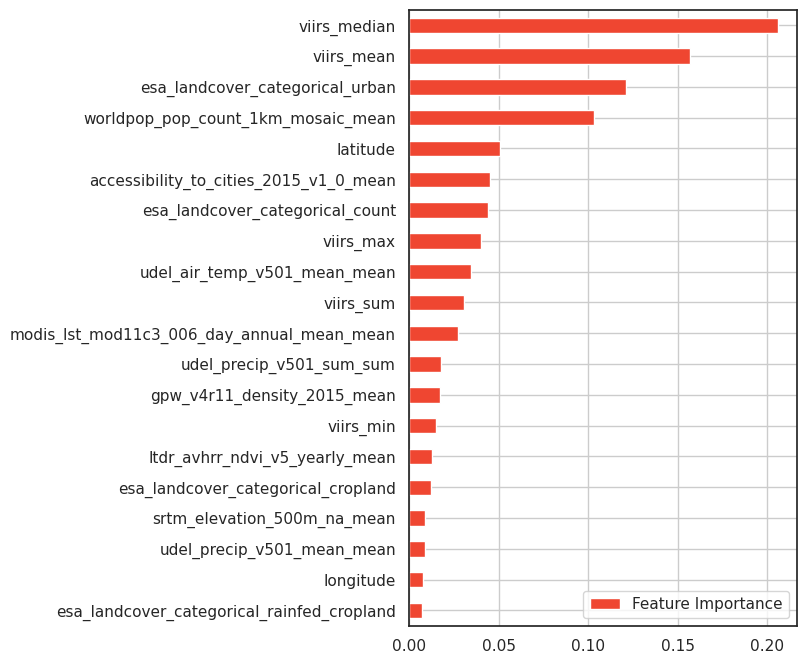 viirs_median
viirs_mean
esa_landcover_categorical_urban
worldpop_pop_count_1km_mosaic_mean
latitude
accessibility_to_cities_2015_v1_0_mean
esa_landcover_categorical_count
viirs_max
udel_air_temp_v501_mean_mean
viirs_sum
modis_lst_mod11c3_006_day_annual_mean_mean
udel_precip_v501_sum_sum
gpw_v4r11_density_2015_mean
viirs_min
ltdr_avhrr_ndvi_v5_yearly_mean
esa_landcover_categorical_cropland
srtm_elevation_500m_na_mean
udel_precip_v501_mean_mean
longitude
esa_landcover_categorical_rainfed_cropland
Feature Importance
0.00 0.05 0.10 0.15 0.20